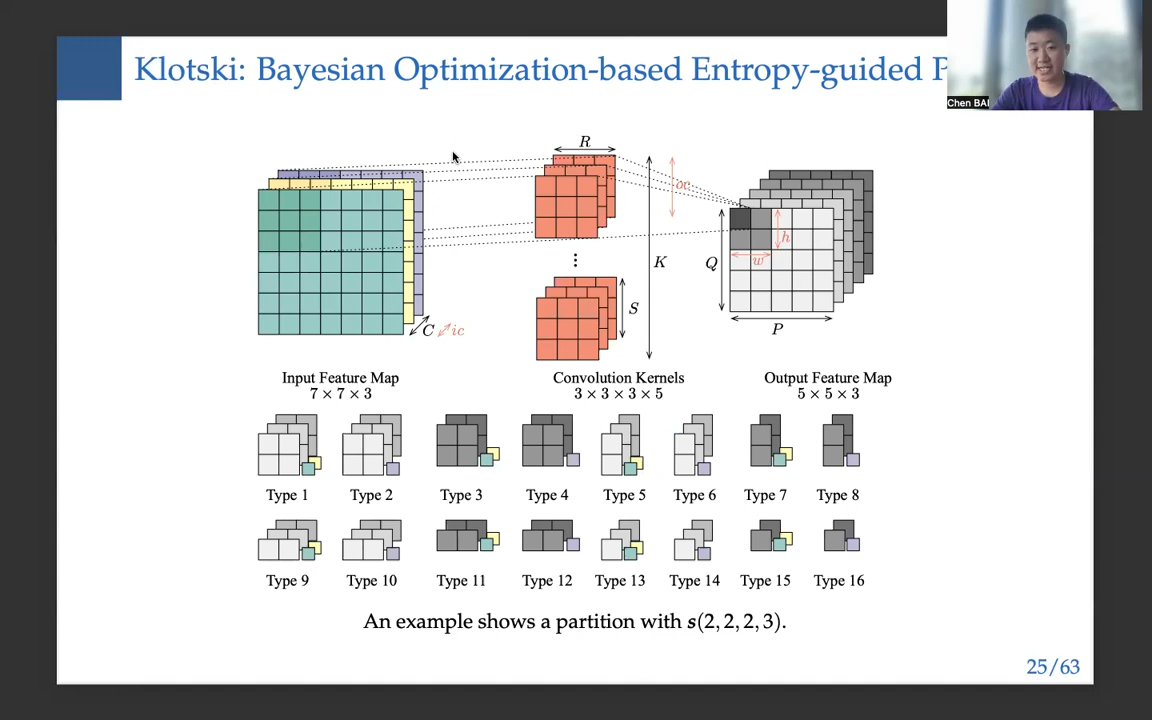 Klotski: Bayesian Optimization-based Entropy-guided P
Chen BAI
R
oc
K
S
C
ic
Q
h
w
P
Input Feature Map
7 × 7 × 3
Convolution Kernels
3 × 3 × 3 × 5
Output Feature Map
5 × 5 × 3
Type 1 Type 2 Type 3 Type 4 Type 5 Type 6 Type 7 Type 8
Type 9 Type 10 Type 11 Type 12 Type 13 Type 14 Type 15 Type 16
An example shows a partition with s(2, 2, 2, 3).
25/63